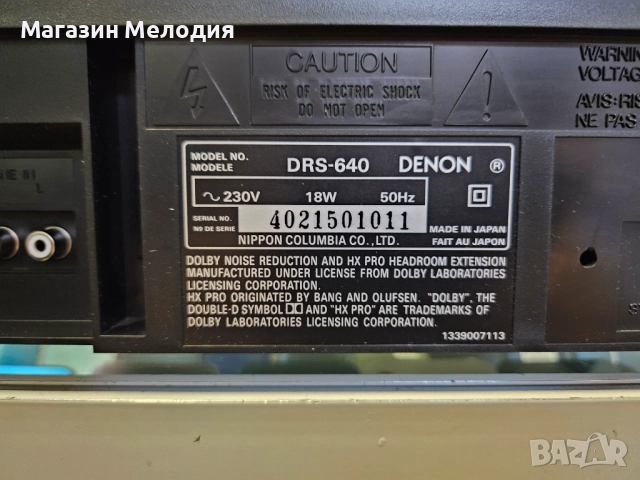 Магазин Мелодия
CAUTION
RISK OF ELECTRIC SHOCK
DO NOT OPEN
WARNIN
VOLTAG
AVIS: RIS
NE PAS
L
MODEL NO.
MODELE
DRS-640 DENON ®
~ 230V 18W 50Hz
SERIAL NO.
NO DE SERIE
4021501011
MADE IN JAPAN
FAIT AU JAPON
NIPPON COLUMBIA CO., LTD.
DOLBY NOISE REDUCTION AND HX PRO HEADROOM EXTENSION
MANUFACTURED UNDER LICENSE FROM DOLBY LABORATORIES
LICENSING CORPORATION.
HX PRO ORIGINATED BY BANG AND OLUFSEN. "DOLBY", THE
DOUBLE-D SYMBOL AND "HX PRO" ARE TRADEMARKS OF
DOLBY LABORATORIES LICENSING CORPORATION.
1339007113
BAZAR